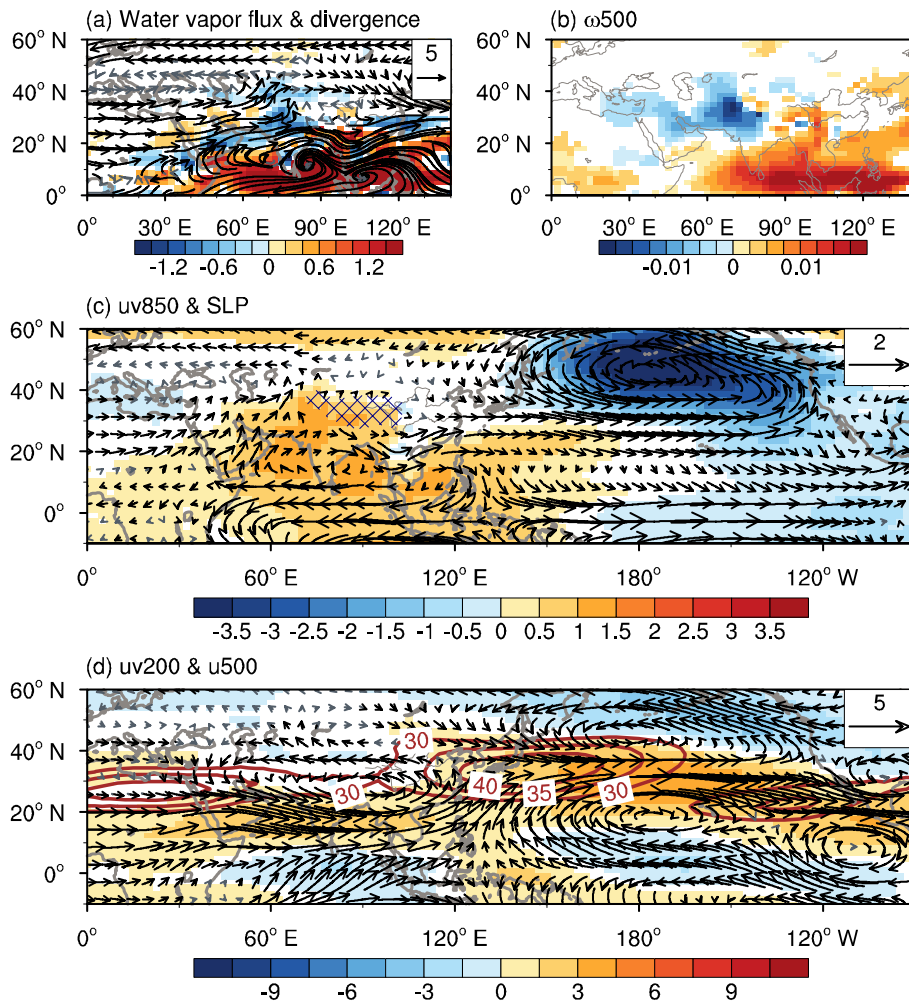 (a) Water vapor flux & divergence
(b) ω500
60° N
40° N
20° N
0°
5
60° N
40° N
20° N
0°
0° 30° E 60° E 90° E 120° E
0° 30° E 60° E 90° E 120° E
-1.2 -0.6 0 0.6 1.2
-0.01 0 0.01
(c) uv850 & SLP
60° N
40° N
20° N
0°
2
0° 60° E 120° E 180° 120° W
-3.5 -3 -2.5 -2 -1.5 -1 -0.5 0 0.5 1 1.5 2 2.5 3 3.5
(d) uv200 & u500
60° N
40° N
20° N
0°
5
30
30
40
35
30
0° 60° E 120° E 180° 120° W
-9 -6 -3 0 3 6 9